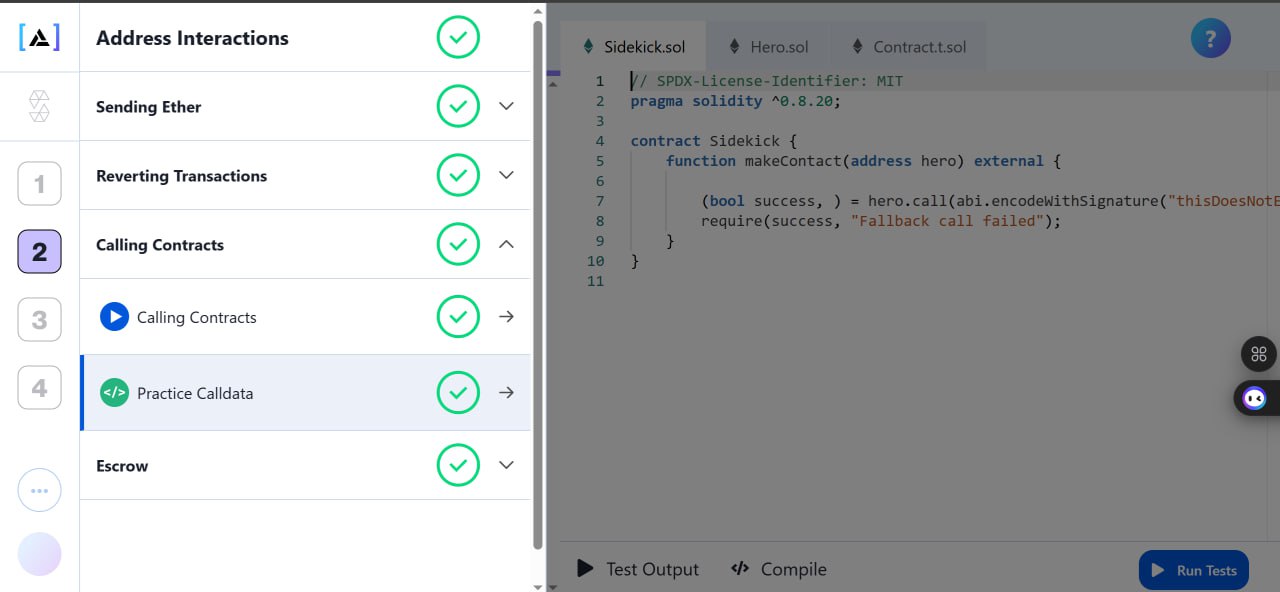 Address Interactions
Sending Ether
Reverting Transactions
Calling Contracts
Calling Contracts
</> Practice Calldata
Escrow
1
2
3
4
Sidekick.sol
Hero.sol
Contract.t.sol
?
1 // SPDX-License-Identifier: MIT
2 pragma solidity ^0.8.20;
3
4 contract Sidekick {
5 function makeContact(address hero) external {
6
7 (bool success, ) = hero.call(abi.encodeWithSignature("thisDoesNotE
8 require(success, "Fallback call failed");
9 }
10 }
11
Test Output
</> Compile
Run Tests